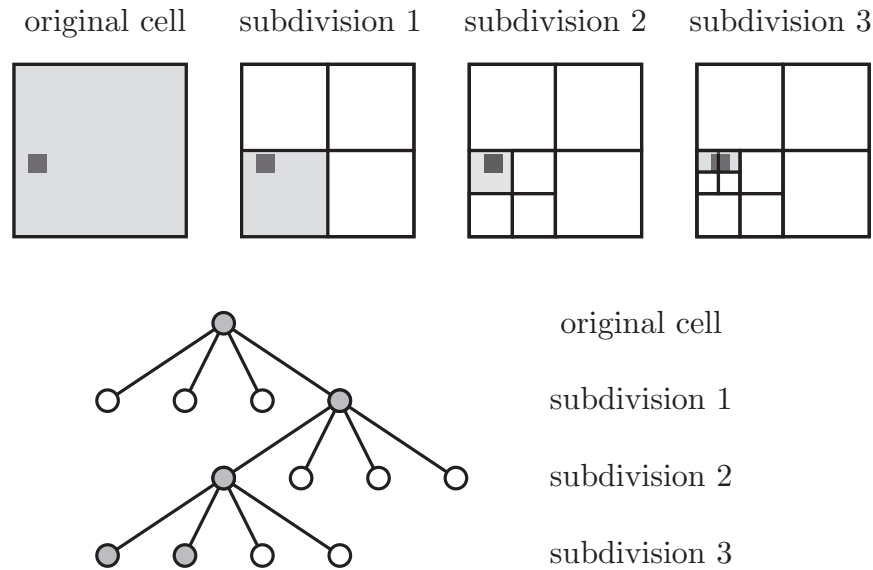 original cell subdivision 1 subdivision 2 subdivision 3
original cell
subdivision 1
subdivision 2
subdivision 3